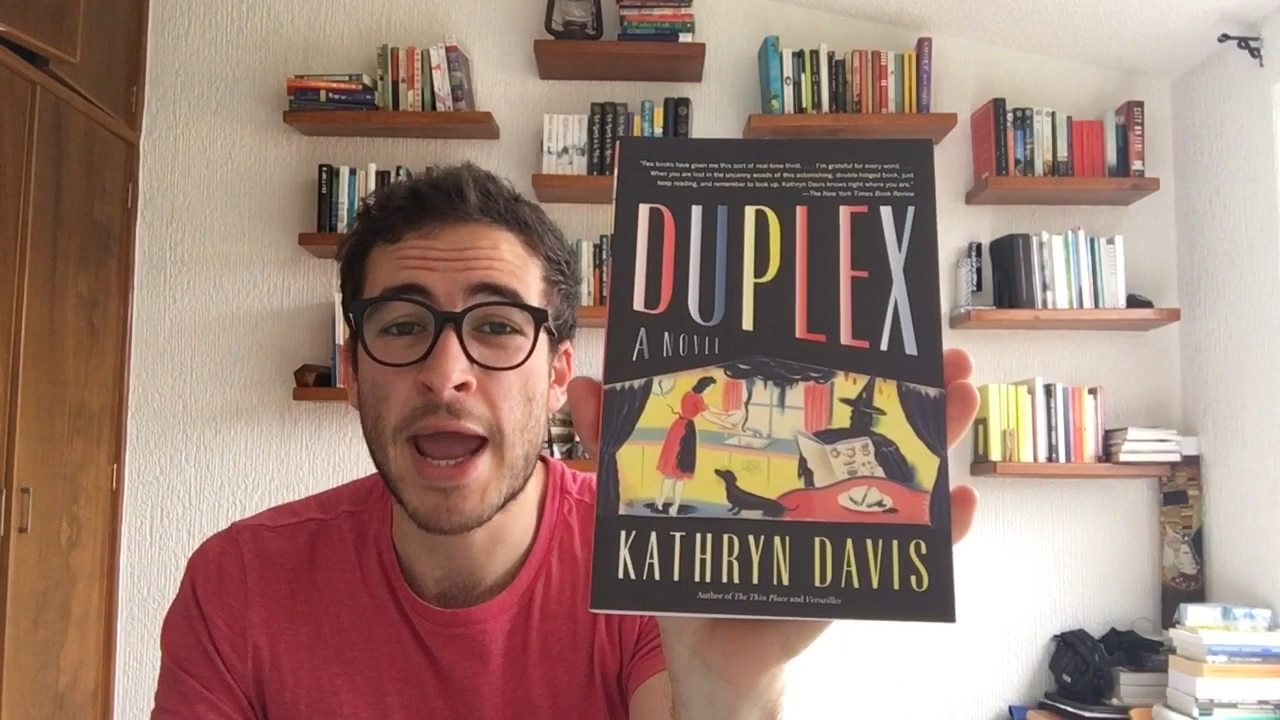 "Few books have given me this sort of real-time thrill. . . . I'm grateful for every word. . . .
When you are lost in the uncanny woods of this astonishing, double-hinged book, just
keep reading, and remember to look up. Kathryn Davis knows right where you are."
—The New York Times Book Review
DUPLEX
A NOVEL
KATHRYN DAVIS
Author of The Thin Place and Versailles